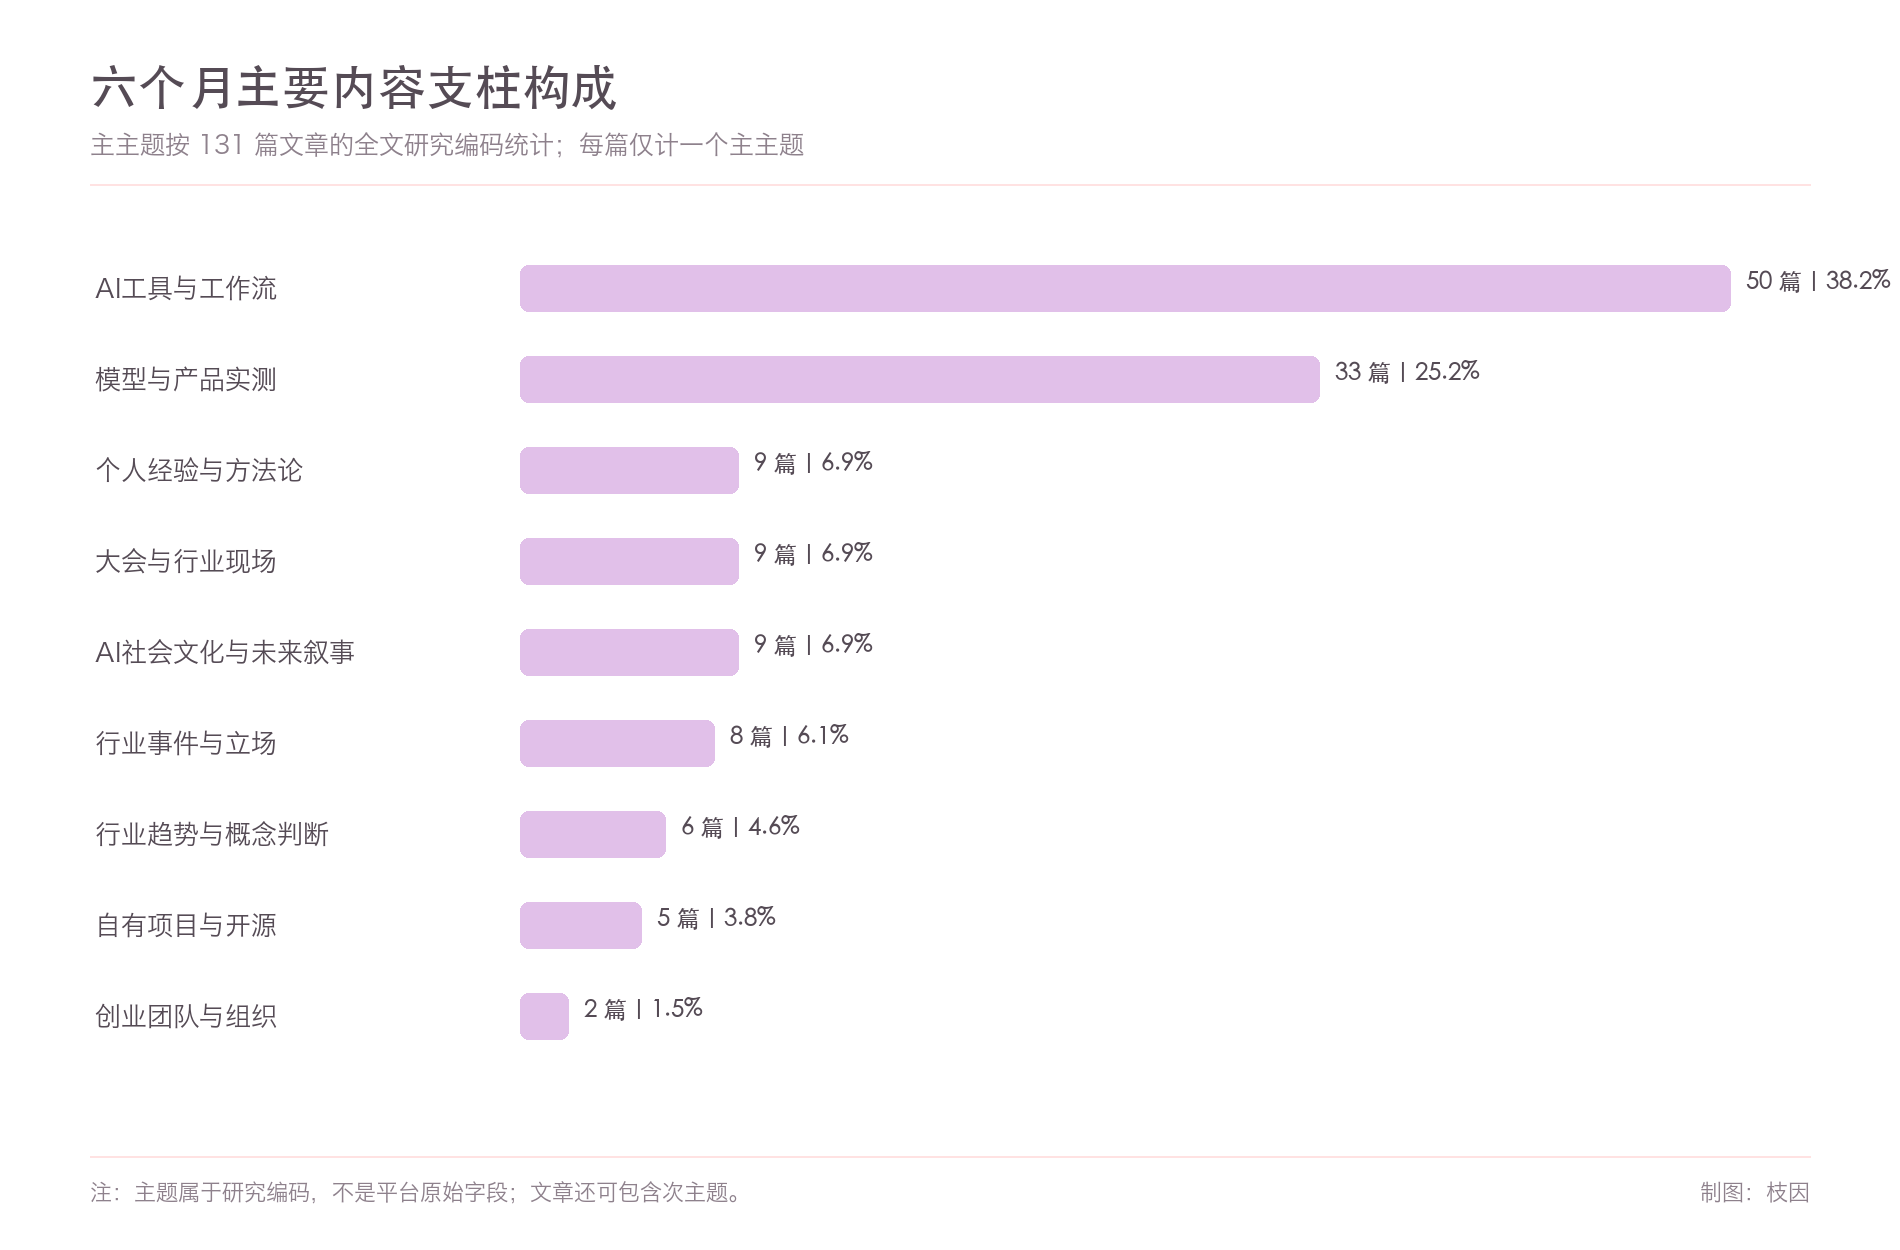 六个月主要内容支柱构成
主主题按 131 篇文章的全文研究编码统计；每篇仅计一个主主题
AI工具与工作流 50 篇 | 38.2%
模型与产品实测 33 篇 | 25.2%
个人经验与方法论 9 篇 | 6.9%
大会与行业现场 9 篇 | 6.9%
AI社会文化与未来叙事 9 篇 | 6.9%
行业事件与立场 8 篇 | 6.1%
行业趋势与概念判断 6 篇 | 4.6%
自有项目与开源 5 篇 | 3.8%
创业团队与组织 2 篇 | 1.5%
注：主题属于研究编码，不是平台原始字段；文章还可包含次主题。
制图：枝因